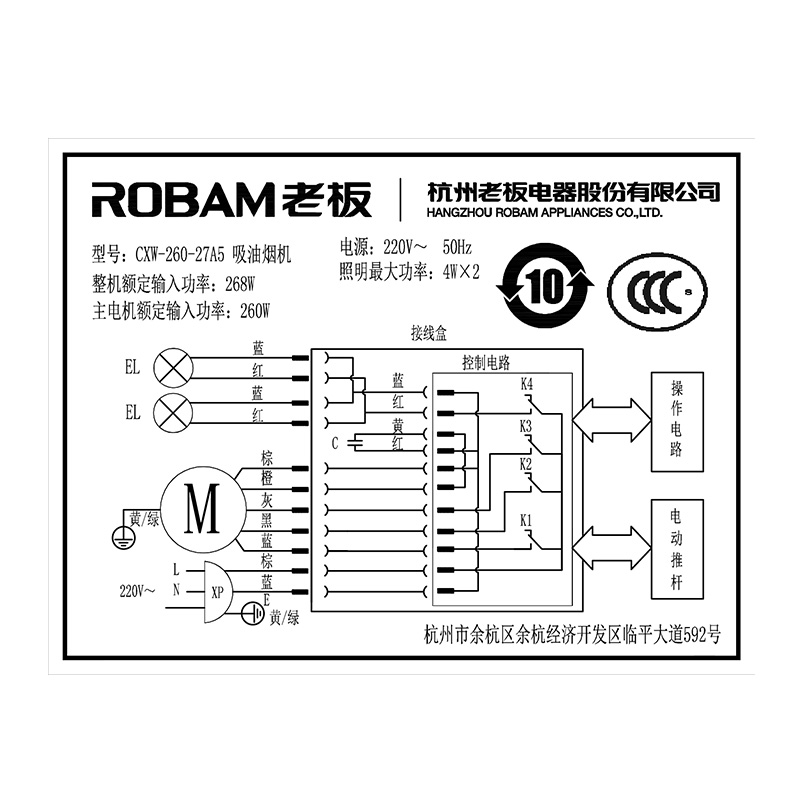 ROBAM老板
杭州老板电器股份有限公司
HANGZHOU ROBAM APPLIANCES CO.,LTD.
型号: CXW-260-27A5 吸油烟机
整机额定输入功率: 268W
主电机额定输入功率: 260W
电源: 220V～ 50Hz
照明最大功率: 4W×2
10
CCC S
接线盒
控制电路
EL
蓝
红
EL
蓝
红
蓝
红
C
黄
红
K4
K3
K2
K1
操作电路
电动推杆
M
棕
橙
灰
黑
蓝
黄/绿
棕
蓝
E
220V～
L
N
XP
黄/绿
杭州市余杭区余杭经济开发区临平大道592号